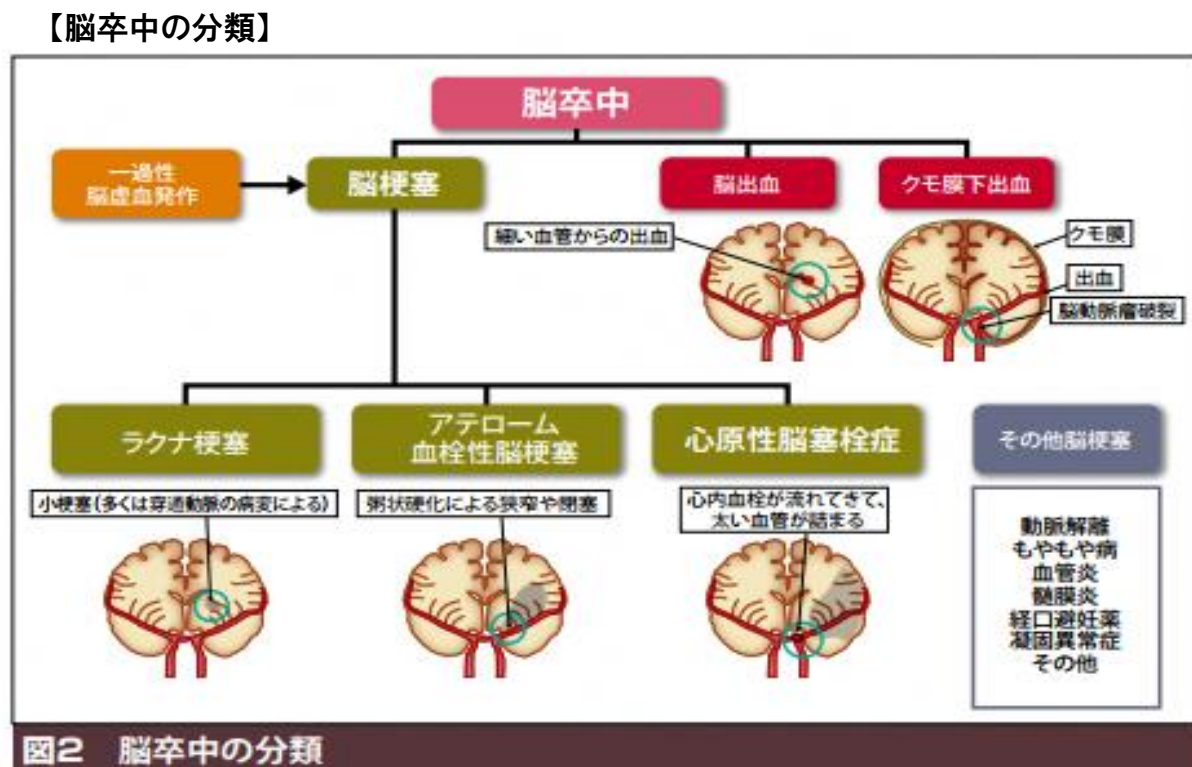 【脳卒中の分類】
脳卒中
一過性
脳虚血発作
脳梗塞
脳出血
クモ膜下出血
細い血管からの出血
クモ膜
出血
脳動脈瘤破裂
ラクナ梗塞
アテローム
血栓性脳梗塞
心原性脳塞栓症
その他脳梗塞
小梗塞(多くは穿通動脈の病変による)
粥状硬化による狭窄や閉塞
心内血栓が流れてきて、
太い血管が詰まる
動脈解離
もやもや病
血管炎
髄膜炎
経口避妊薬
凝固異常症
その他
図2 脳卒中の分類